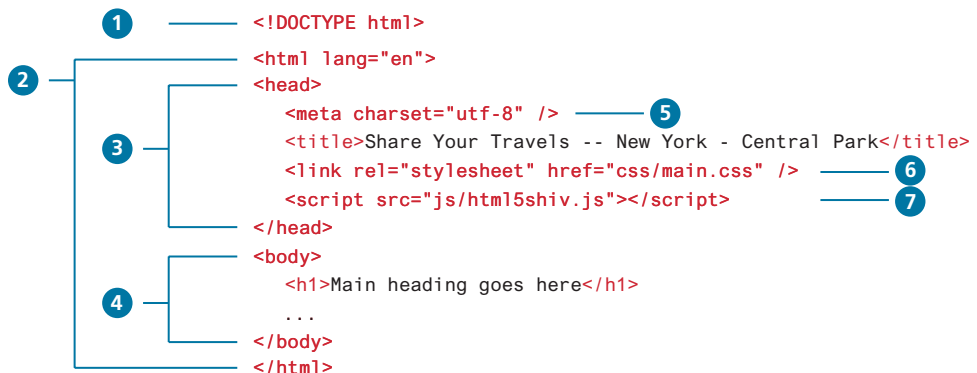 1 <!DOCTYPE html>
2 <html lang="en">
3 <head>
<meta charset="utf-8" /> 5
<title>Share Your Travels -- New York - Central Park</title>
<link rel="stylesheet" href="css/main.css" /> 6
<script src="js/html5shiv.js"></script> 7
</head>
4 <body>
<h1>Main heading goes here</h1>
...
</body>
</html>